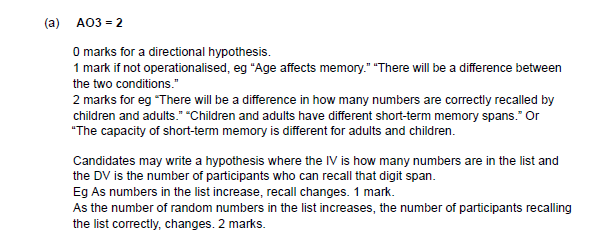 (a) AO3 = 2
0 marks for a directional hypothesis.
1 mark if not operationalised, eg “Age affects memory.” “There will be a difference between
the two conditions.”
2 marks for eg “There will be a difference in how many numbers are correctly recalled by
children and adults.” “Children and adults have different short-term memory spans.” Or
“The capacity of short-term memory is different for adults and children.
Candidates may write a hypothesis where the IV is how many numbers are in the list and
the DV is the number of participants who can recall that digit span.
Eg As numbers in the list increase, recall changes. 1 mark.
As the number of random numbers in the list increases, the number of participants recalling
the list correctly, changes. 2 marks.